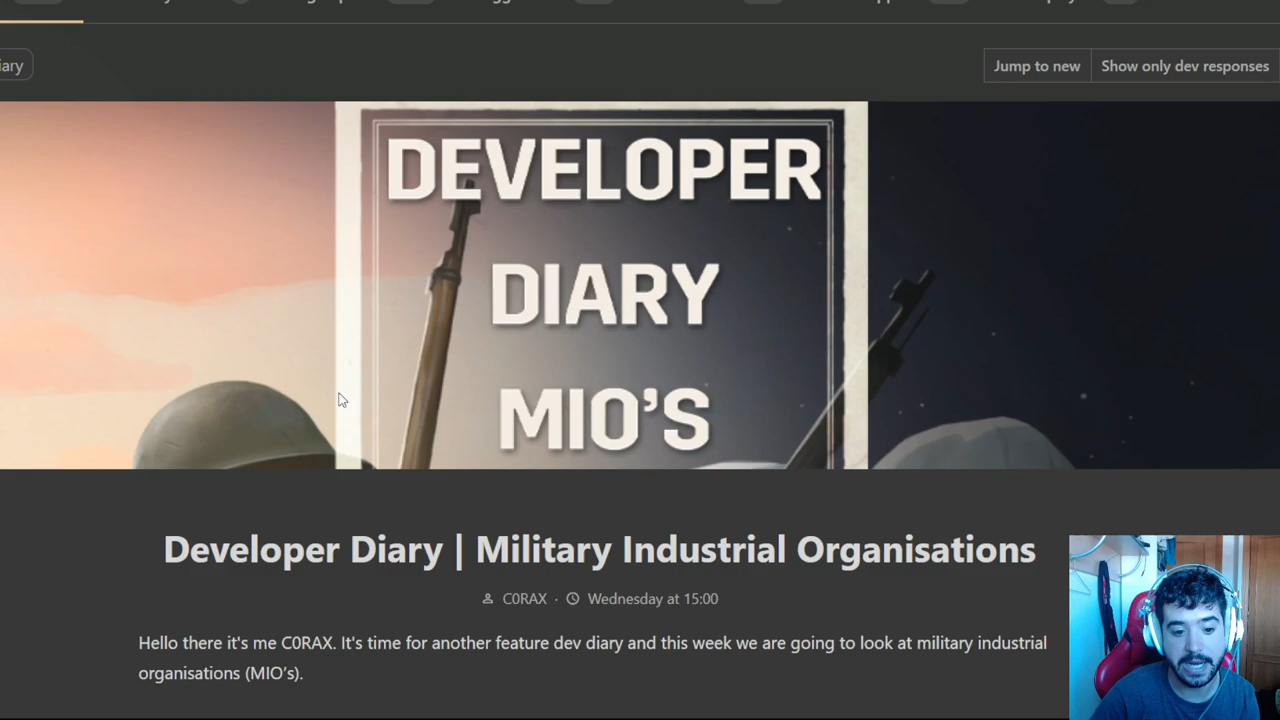 iary
Jump to new
Show only dev responses
DEVELOPER
DIARY
MIO'S
Developer Diary | Military Industrial Organisations
C0RAX · Wednesday at 15:00
Hello there it's me C0RAX. It's time for another feature dev diary and this week we are going to look at military industrial
organisations (MIO's).